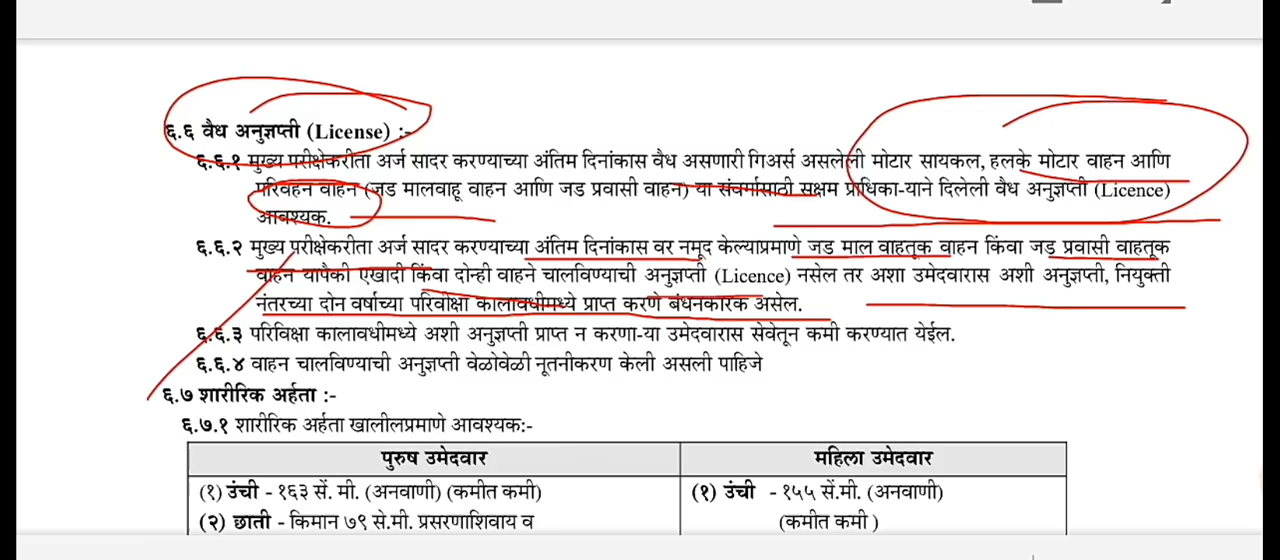 ६.६ वैध अनुज्ञप्ती (License) :-
६.६.१ मुख्य परीक्षेकरीता अर्ज सादर करण्याच्या अंतिम दिनांकास वैध असणारी गिअर्स असलेली मोटार सायकल, हलके मोटार वाहन आणि
परिवहन वाहन (जड मालवाहू वाहन आणि जड प्रवासी वाहन) या संवर्गासाठी सक्षम प्राधिका-याने दिलेली वैध अनुज्ञप्ती (Licence)
आवश्यक.
६.६.२ मुख्य परीक्षेकरीता अर्ज सादर करण्याच्या अंतिम दिनांकास वर नमूद केल्याप्रमाणे जड माल वाहतूक वाहन किंवा जड प्रवासी वाहतूक
वाहन यापैकी एखादी किंवा दोन्ही वाहने चालविण्याची अनुज्ञप्ती (Licence) नसेल तर अशा उमेदवारास अशी अनुज्ञप्ती, नियुक्ती
नंतरच्या दोन वर्षाच्या परिवीक्षा कालावधीमध्ये प्राप्त करणे बंधनकारक असेल.
६.६.३ परिविक्षा कालावधीमध्ये अशी अनुज्ञप्ती प्राप्त न करणा-या उमेदवारास सेवेतून कमी करण्यात येईल.
६.६.४ वाहन चालविण्याची अनुज्ञप्ती वेळोवेळी नूतनीकरण केली असली पाहिजे
६.७ शारीरिक अर्हता :-
६.७.१ शारीरिक अर्हता खालीलप्रमाणे आवश्यक:-
पुरुष उमेदवार महिला उमेदवार
(१) उंची - १६३ सें. मी. (अनवाणी) (कमीत कमी) (१) उंची - १५५ सें.मी. (अनवाणी)
(२) छाती - किमान ७९ से.मी. प्रसरणाशिवाय व (कमीत कमी )